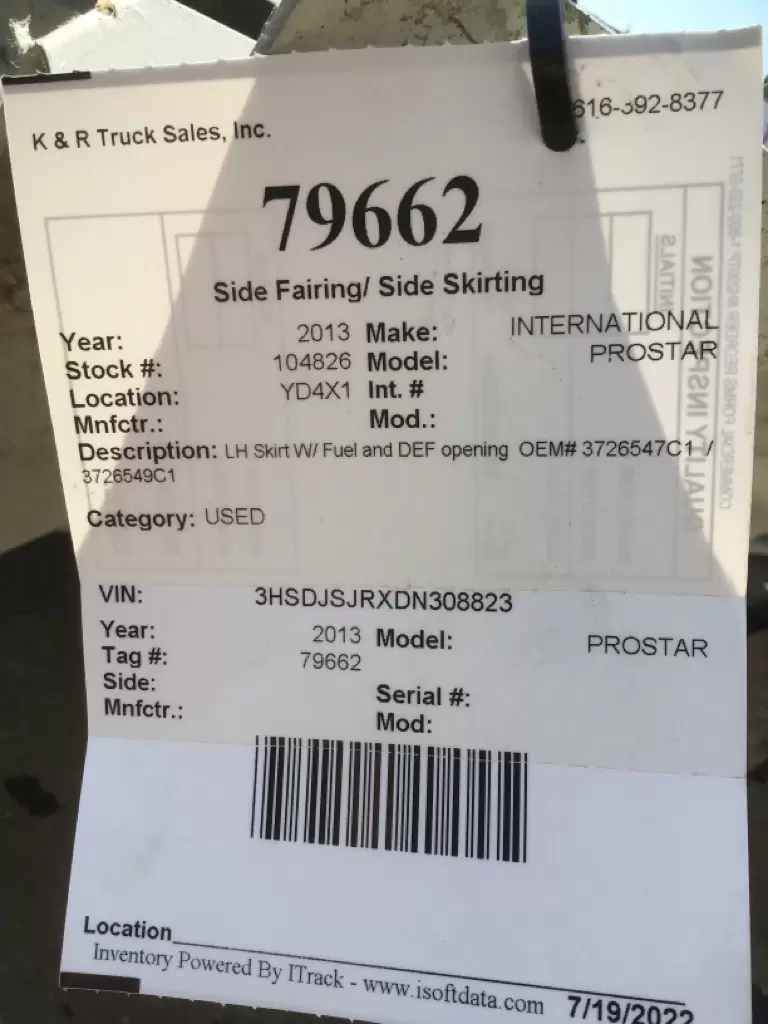 K & R Truck Sales, Inc.
616-392-8377
79662
Side Fairing/ Side Skirting
Year: 2013 Make: INTERNATIONAL
Stock #: 104826 Model: PROSTAR
Location: YD4X1 Int. #
Mnfctr.: Mod.:
Description: LH Skirt W/ Fuel and DEF opening OEM# 3726547C1 /
3726549C1
Category: USED
VIN: 3HSDJSJRXDN308823
Year: 2013 Model: PROSTAR
Tag #: 79662
Side: Serial #:
Mnfctr.: Mod:
Location
Inventory Powered By ITrack - www.isoftdata.com 7/19/2022
QUALITY INSPECTION
INITIALS